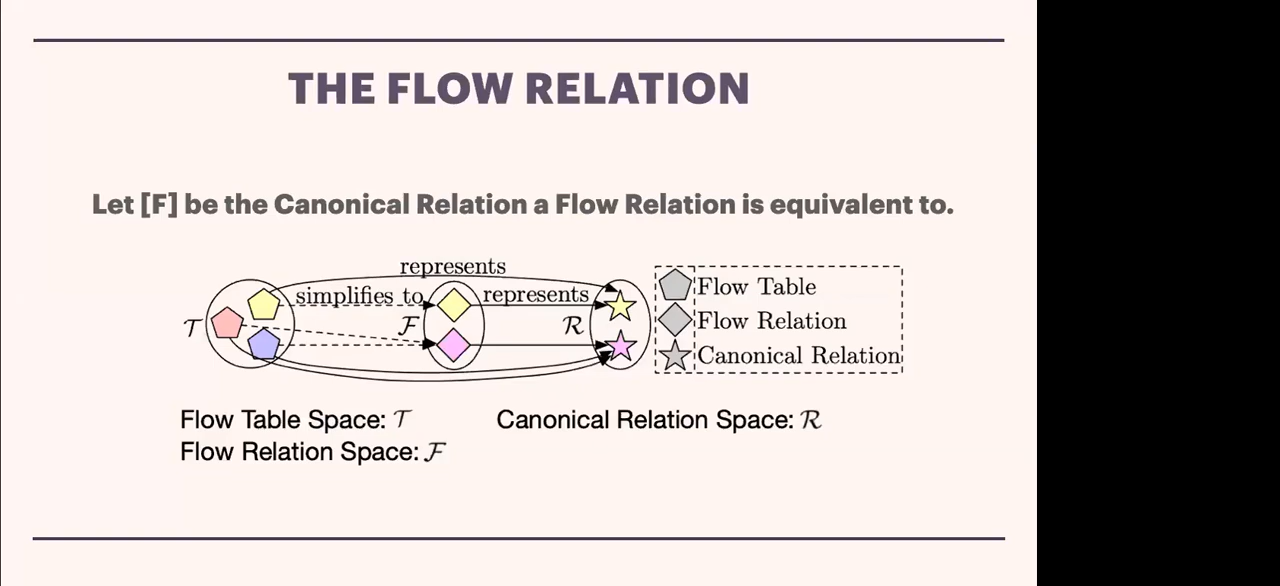 THE FLOW RELATION
Let [F] be the Canonical Relation a Flow Relation is equivalent to.
represents
simplifies to
represents
𝒯
ℱ
ℛ
Flow Table
Flow Relation
Canonical Relation
Flow Table Space: 𝒯
Canonical Relation Space: ℛ
Flow Relation Space: ℱ